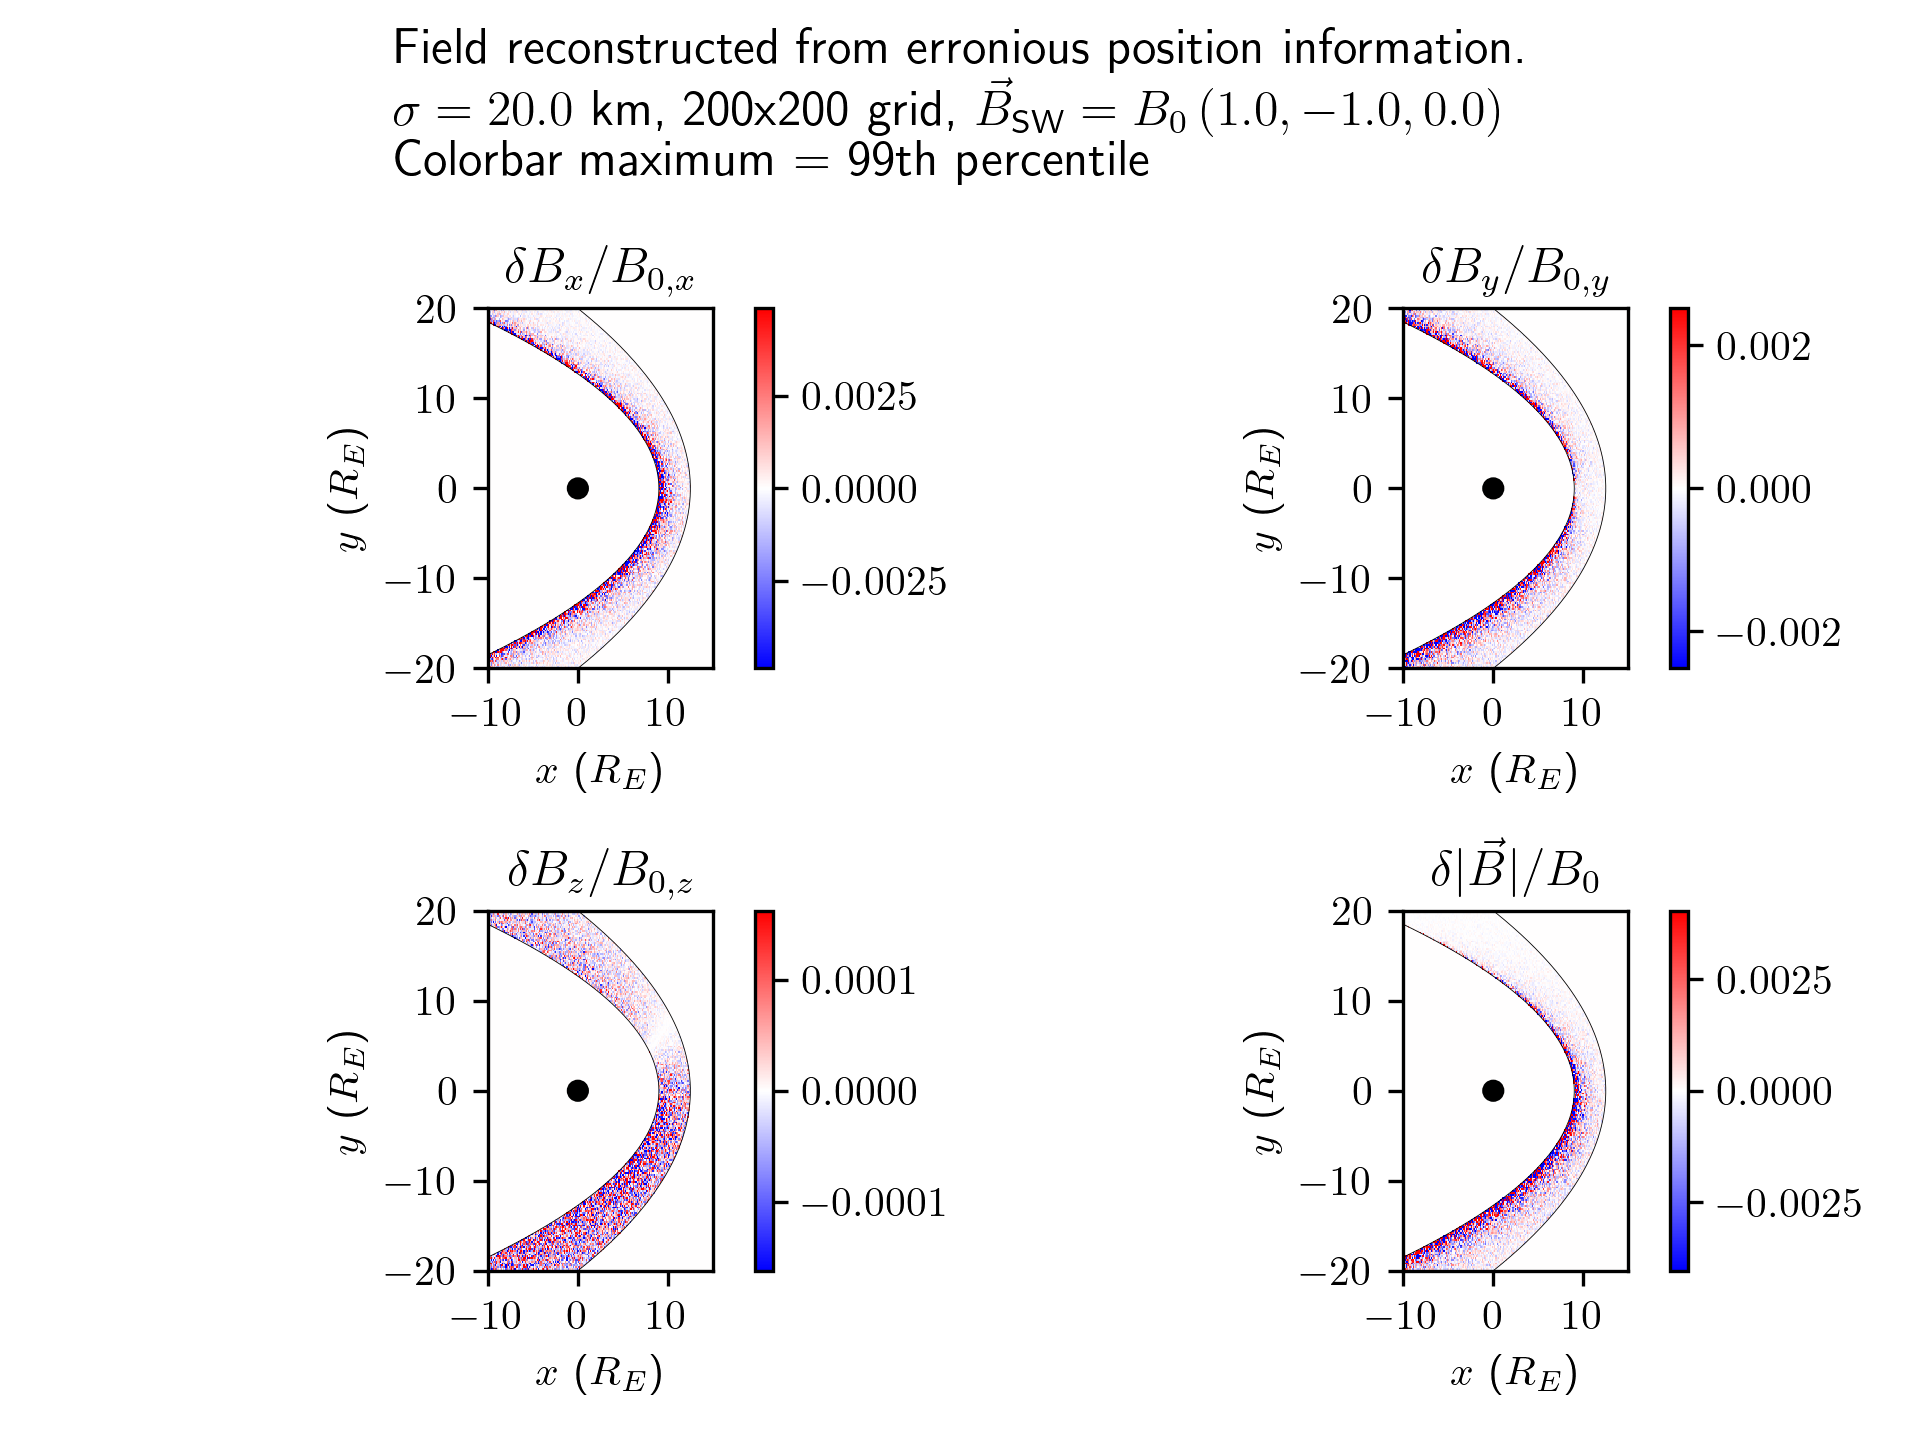 Field reconstructed from erronious position information.
σ = 20.0 km, 200x200 grid, B⃗_SW = B₀ (1.0, −1.0, 0.0)
Colorbar maximum = 99th percentile
δB_x/B_{0,x}
20
10
0
−10
−20
y (R_E)
−10 0 10
x (R_E)
0.0025
0.0000
−0.0025
δB_y/B_{0,y}
20
10
0
−10
−20
y (R_E)
−10 0 10
x (R_E)
0.002
0.000
−0.002
δB_z/B_{0,z}
20
10
0
−10
−20
y (R_E)
−10 0 10
x (R_E)
0.0001
0.0000
−0.0001
δ|B⃗|/B₀
20
10
0
−10
−20
y (R_E)
−10 0 10
x (R_E)
0.0025
0.0000
−0.0025